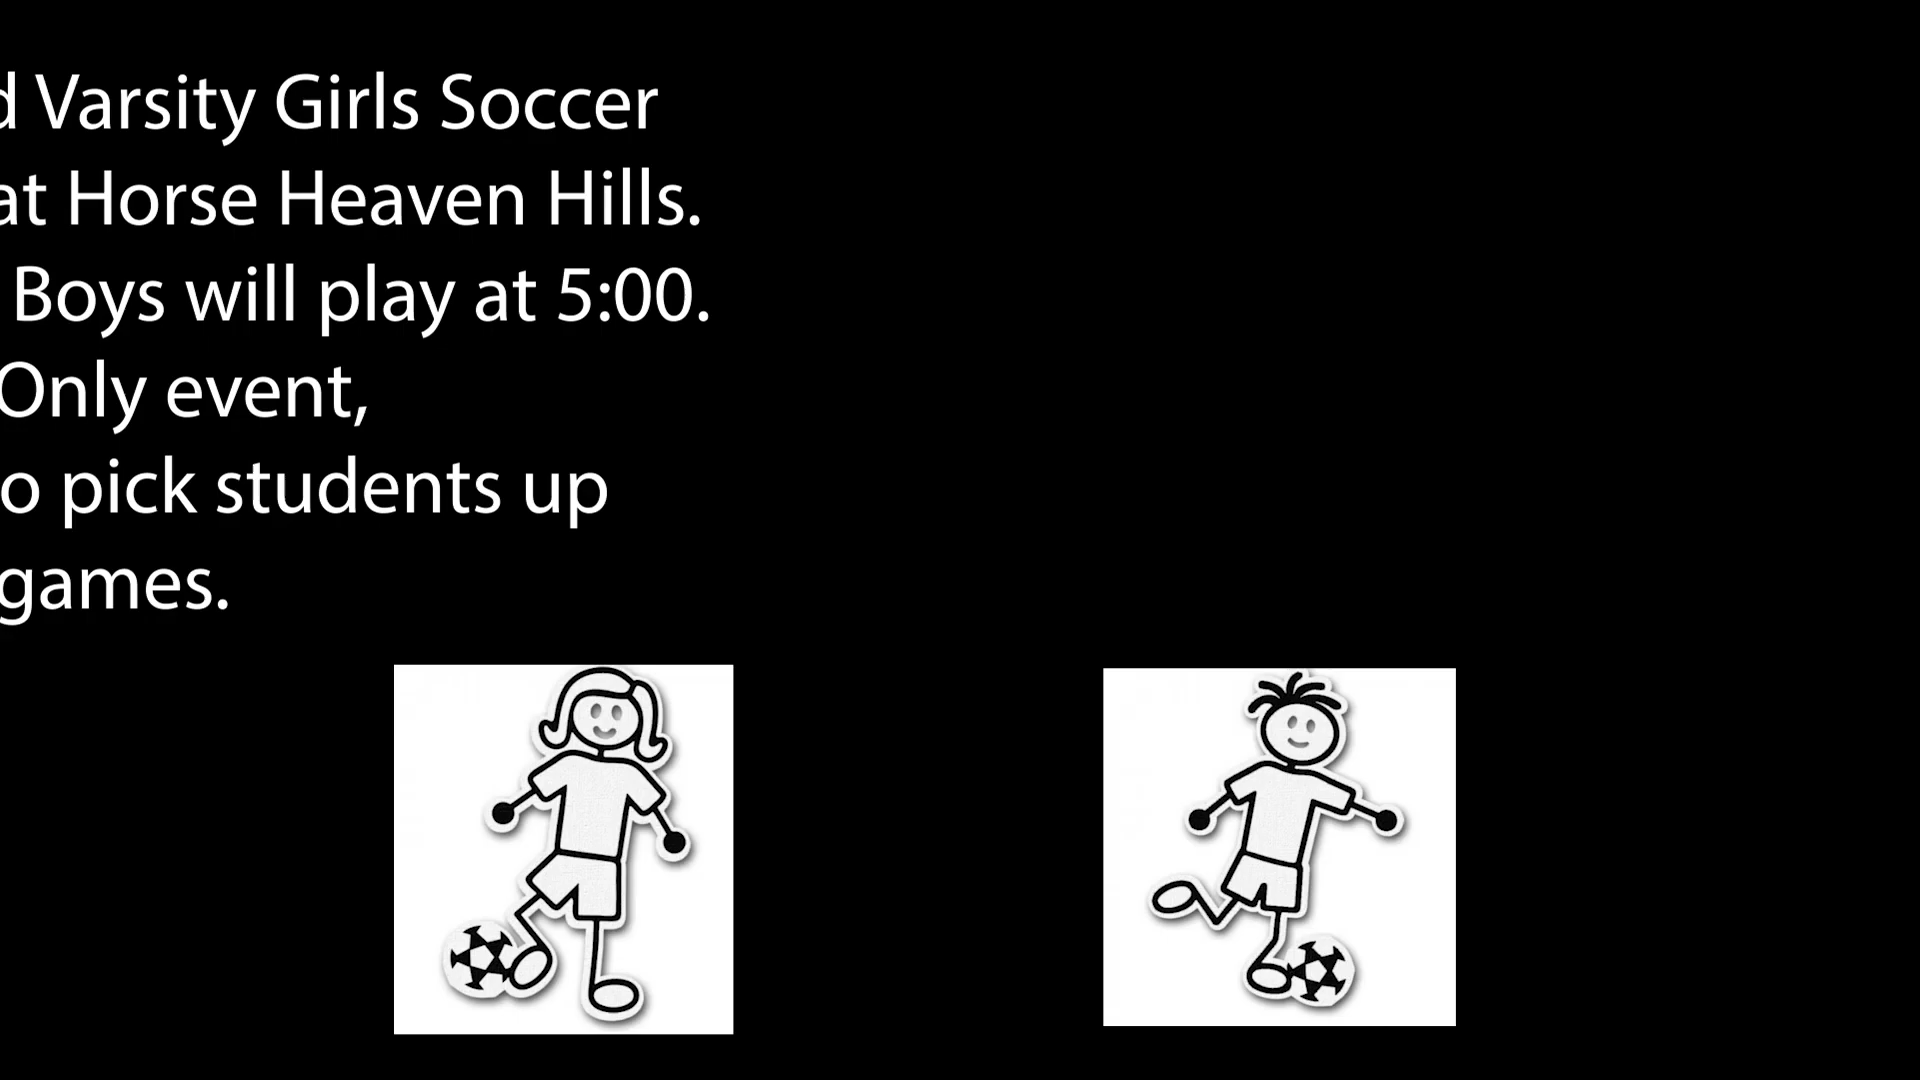 Varsity Girls Soccer
at Horse Heaven Hills.
Boys will play at 5:00.
Only event,
pick students up
games.